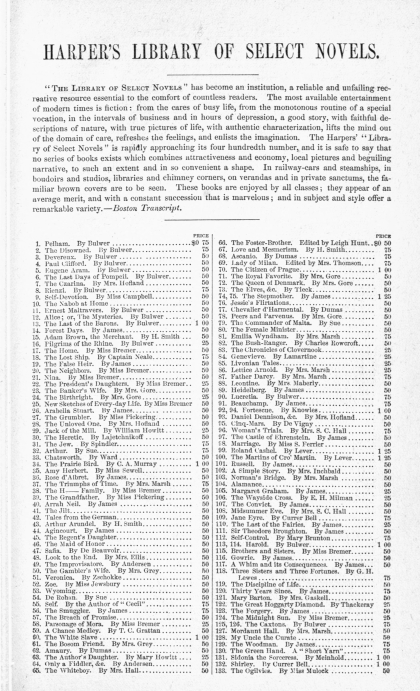 HARPER'S LIBRARY OF SELECT NOVELS.
"THE LIBRARY OF SELECT NOVELS" has become an institution, a reliable and unfailing rec-
reative resource essential to the comfort of countless readers. The most available entertainment
of modern times is fiction: from the cares of busy life, from the monotonous routine of a special
vocation, in the intervals of business and in hours of depression, a good story, with faithful de-
scriptions of nature, with true pictures of life, with authentic characterization, lifts the mind out
of the domain of care, refreshes the feelings, and enlists the imagination. The Harpers' "Libra-
ry of Select Novels" is rapidly approaching its four hundredth number, and it is safe to say that
no series of books exists which combines attractiveness and economy, local pictures and beguiling
narrative, to such an extent and in so convenient a shape. In railway-cars and steamships, in
boudoirs and studios, libraries and chimney corners, on verandas and in private sanctums, the fa-
miliar brown covers are to be seen. These books are enjoyed by all classes; they appear of an
average merit, and with a constant succession that is marvelous; and in subject and style offer a
remarkable variety.—Boston Transcript.
PRICE
1. Pelham. By Bulwer $0 75
2. The Disowned. By Bulwer 75
3. Devereux. By Bulwer 50
4. Paul Clifford. By Bulwer 50
5. Eugene Aram. By Bulwer 50
6. The Last Days of Pompeii. By Bulwer 50
7. The Czarina. By Mrs. Hofland 50
8. Rienzi. By Bulwer 75
9. Self-Devotion. By Miss Campbell 50
10. The Nabob at Home 50
11. Ernest Maltravers. By Bulwer 50
12. Alice; or, The Mysteries. By Bulwer 50
13. The Last of the Barons. By Bulwer 1 00
14. Forest Days. By James 50
15. Adam Brown, the Merchant. By H. Smith 50
16. Pilgrims of the Rhine. By Bulwer 25
17. The Home. By Miss Bremer 50
18. The Lost Ship. By Captain Neale 50
19. The False Heir. By James 50
20. The Neighbors. By Miss Bremer 50
21. Nina. By Miss Bremer 50
22. The President's Daughters. By Miss Bremer
23. The Banker's Wife. By Mrs. Gore 50
24. The Birthright. By Mrs. Gore
25. New Sketches of Every-day Life. By Miss Bremer 50
26. Arabella Stuart. By James 50
27. The Grumbler. By Miss Pickering 50
28. The Unloved One. By Mrs. Hofland 50
29. Jack of the Mill. By William Howitt
30. The Heretic. By Lajetchnikoff 50
31. The Jew. By Spindler 75
32. Arthur. By Sue 75
33. Chatsworth. By Ward 50
34. The Prairie Bird. By C. A. Murray 1 00
35. Amy Herbert. By Miss Sewell 50
36. Rose d'Albret. By James 50
37. The Triumphs of Time. By Mrs. Marsh 75
38. The H—— Family. By Miss Bremer 50
39. The Grandfather. By Miss Pickering 50
40. Arrah Neil. By James 50
41. The Jilt 50
42. Tales from the German 50
43. Arthur Arundel. By H. Smith 50
44. Agincourt. By James 50
45. The Regent's Daughter 50
46. The Maid of Honor 50
47. Safia. By De Beauvoir 50
48. Look to the End. By Mrs. Ellis 50
49. The Improvisatore. By Andersen 50
50. The Gambler's Wife. By Mrs. Grey 50
51. Veronica. By Zschokke 50
52. Zoe. By Miss Jewsbury 50
53. Wyoming 50
54. De Rohan. By Sue 50
55. Self. By the Author of "Cecil" 75
56. The Smuggler. By James 75
57. The Breach of Promise 50
58. Parsonage of Mora. By Miss Bremer 25
59. A Chance Medley. By T. C. Grattan 50
60. The White Slave 1 00
61. The Bosom Friend. By Mrs. Grey 50
62. Amaury. By Dumas 50
63. The Author's Daughter. By Mary Howitt 25
64. Only a Fiddler, &c. By Andersen 50
65. The Whiteboy. By Mrs. Hall 50
PRICE
66. The Foster-Brother. Edited by Leigh Hunt $0 50
67. Love and Mesmerism. By H. Smith 75
68. Ascanio. By Dumas 75
69. Lady of Milan. Edited by Mrs. Thomson 75
70. The Citizen of Prague 1 00
71. The Royal Favorite. By Mrs. Gore 50
72. The Queen of Denmark. By Mrs. Gore 50
73. The Elves, &c. By Tieck 50
74, 75. The Stepmother. By James 1 25
76. Jessie's Flirtations 50
77. Chevalier d'Harmental. By Dumas 50
78. Peers and Parvenus. By Mrs. Gore 50
79. The Commander of Malta. By Sue 50
80. The Female Minister 50
81. Emilia Wyndham. By Mrs. Marsh 75
82. The Bush-Ranger. By Charles Rowcroft 50
83. The Chronicles of Clovernook 25
84. Genevieve. By Lamartine 25
85. Livonian Tales 25
86. Lettice Arnold. By Mrs. Marsh 25
87. Father Darcy. By Mrs. Marsh 75
88. Leontine. By Mrs. Maberly 50
89. Heidelberg. By James 50
90. Lucretia. By Bulwer 75
91. Beauchamp. By James 75
92, 94. Fortescue. By Knowles 1 00
93. Daniel Dennison, &c. By Mrs. Hofland 50
95. Cinq-Mars. By De Vigny 50
96. Woman's Trials. By Mrs. S. C. Hall 75
97. The Castle of Ehrenstein. By James 50
98. Marriage. By Miss S. Ferrier 50
99. Roland Cashel. By Lever 1 25
100. The Martins of Cro' Martin. By Lever 1 25
101. Russell. By James 50
102. A Simple Story. By Mrs. Inchbald 50
103. Norman's Bridge. By Mrs. Marsh 50
104. Alamance 50
105. Margaret Graham. By James 25
106. The Wayside Cross. By E. H. Milman 25
107. The Convict. By James 50
108. Midsummer Eve. By Mrs. S. C. Hall 50
109. Jane Eyre. By Currer Bell 75
110. The Last of the Fairies. By James 25
111. Sir Theodore Broughton. By James 50
112. Self-Control. By Mary Brunton 75
113, 114. Harold. By Bulwer 1 00
115. Brothers and Sisters. By Miss Bremer 50
116. Gowrie. By James 50
117. A Whim and its Consequences. By James 50
118. Three Sisters and Three Fortunes. By G. H.
Lewes 75
119. The Discipline of Life 50
120. Thirty Years Since. By James 75
121. Mary Barton. By Mrs. Gaskell 50
122. The Great Hoggarty Diamond. By Thackeray 25
123. The Forgery. By James 50
124. The Midnight Sun. By Miss Bremer 25
125, 126. The Caxtons. By Bulwer 75
127. Mordaunt Hall. By Mrs. Marsh 50
128. My Uncle the Curate 50
129. The Woodman. By James 75
130. The Green Hand. A "Short Yarn" 75
131. Sidonia the Sorceress. By Meinhold 1 00
132. Shirley. By Currer Bell 1 00
133. The Ogilvies. By Miss Mulock 50